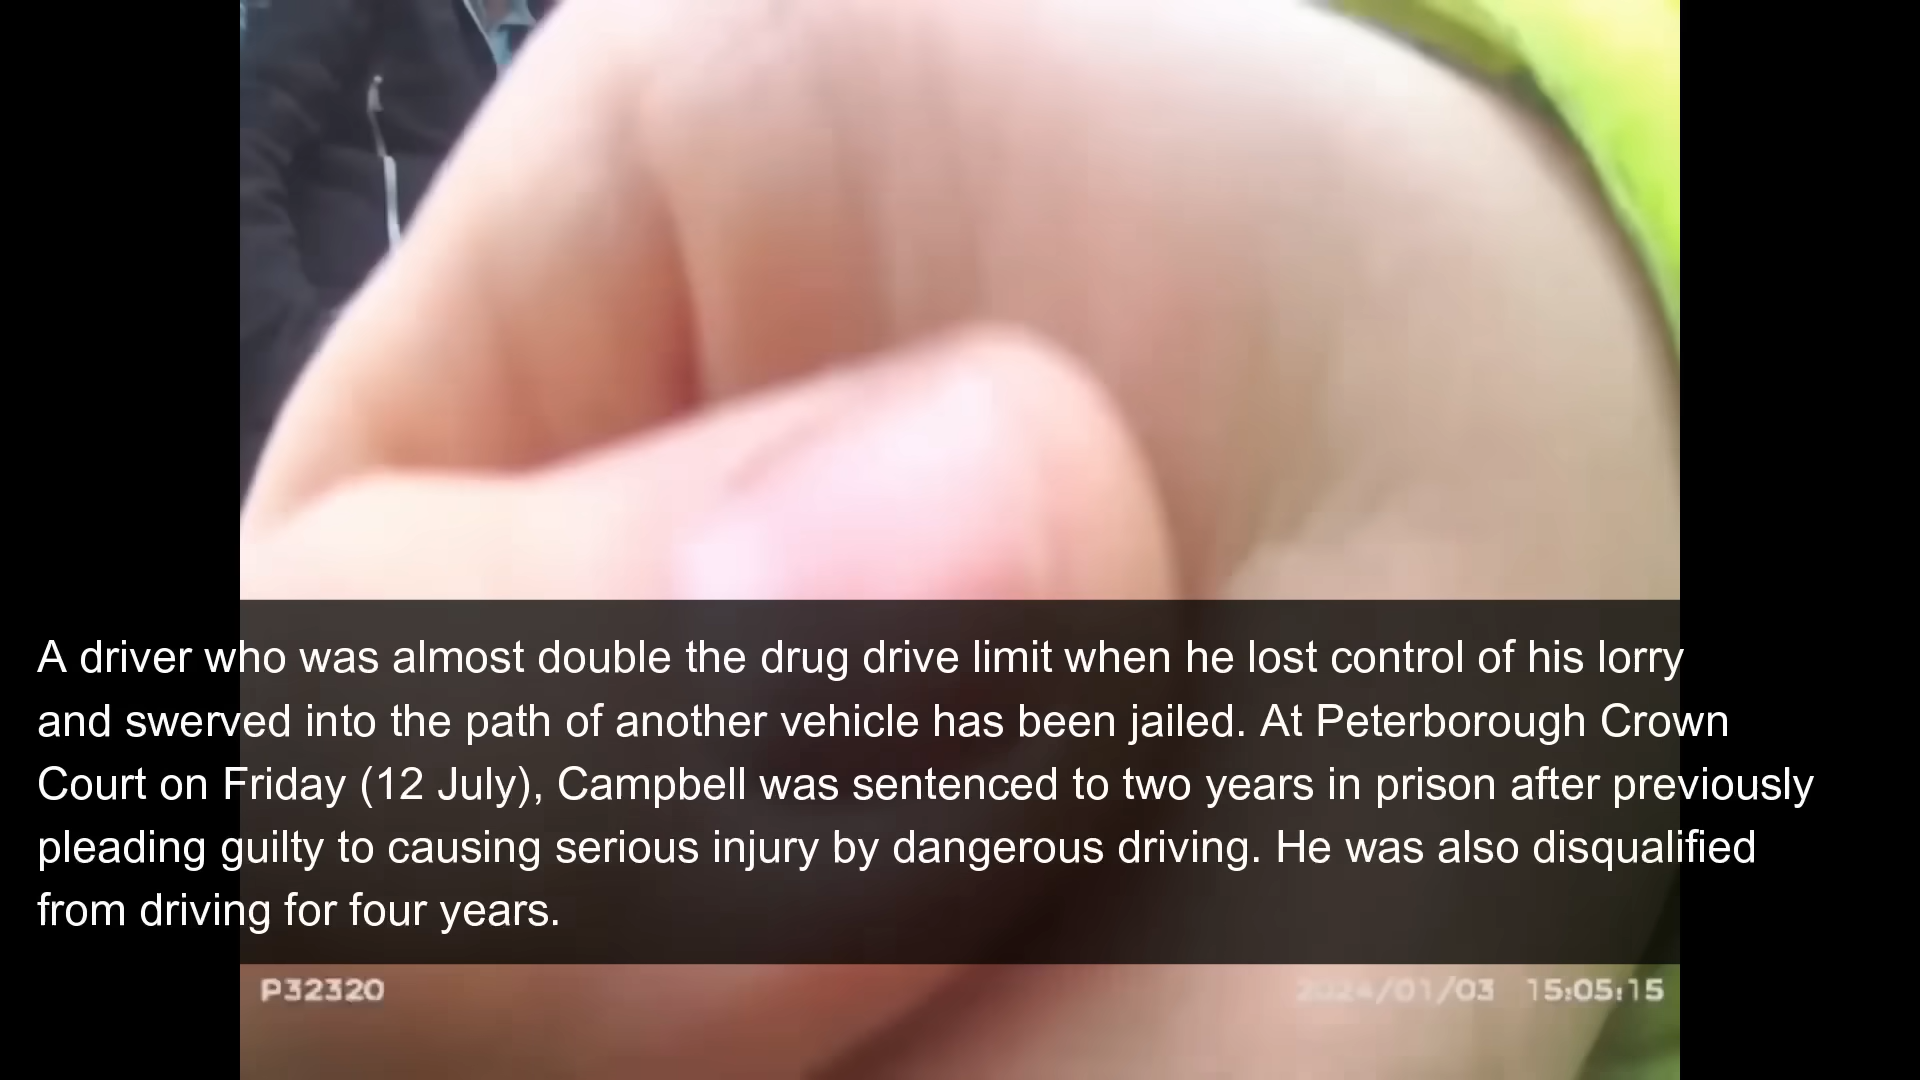 A driver who was almost double the drug drive limit when he lost control of his lorry
and swerved into the path of another vehicle has been jailed. At Peterborough Crown
Court on Friday (12 July), Campbell was sentenced to two years in prison after previously
pleading guilty to causing serious injury by dangerous driving. He was also disqualified
from driving for four years.
P32320 2024/01/03 15:05:15